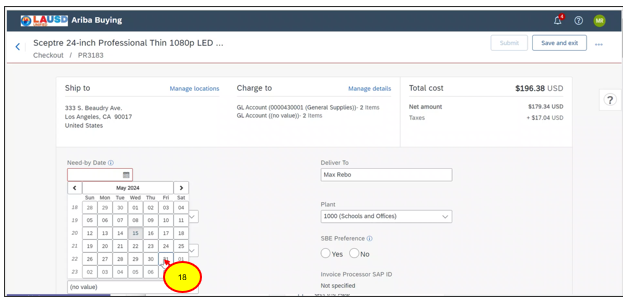 LAUSD Ariba Buying
4
MR
Sceptre 24-inch Professional Thin 1080p LED ...
Checkout / PR3183
Submit
Save and exit
Ship to
Manage locations
333 S. Beaudry Ave.
Los Angeles, CA 90017
United States
Charge to
Manage details
GL Account (0000430001 (General Supplies))- 2 Items
GL Account ((no value))- 2 Items
Total cost
$196.38 USD
Net amount
$179.34 USD
Taxes
+ $17.04 USD
?
Need-by Date
May 2024
Sun Mon Tue Wed Thu Fri Sat
18 28 29 30 01 02 03 04
19 05 06 07 08 09 10 11
20 12 13 14 15 16 17 18
21 19 20 21 22 23 24 25
22 26 27 28 29 30 31 01
23 02 03 04 05 06
18
(no value)
Deliver To
Max Rebo
Plant
1000 (Schools and Offices)
SBE Preference
Yes No
Invoice Processor SAP ID
Not specified